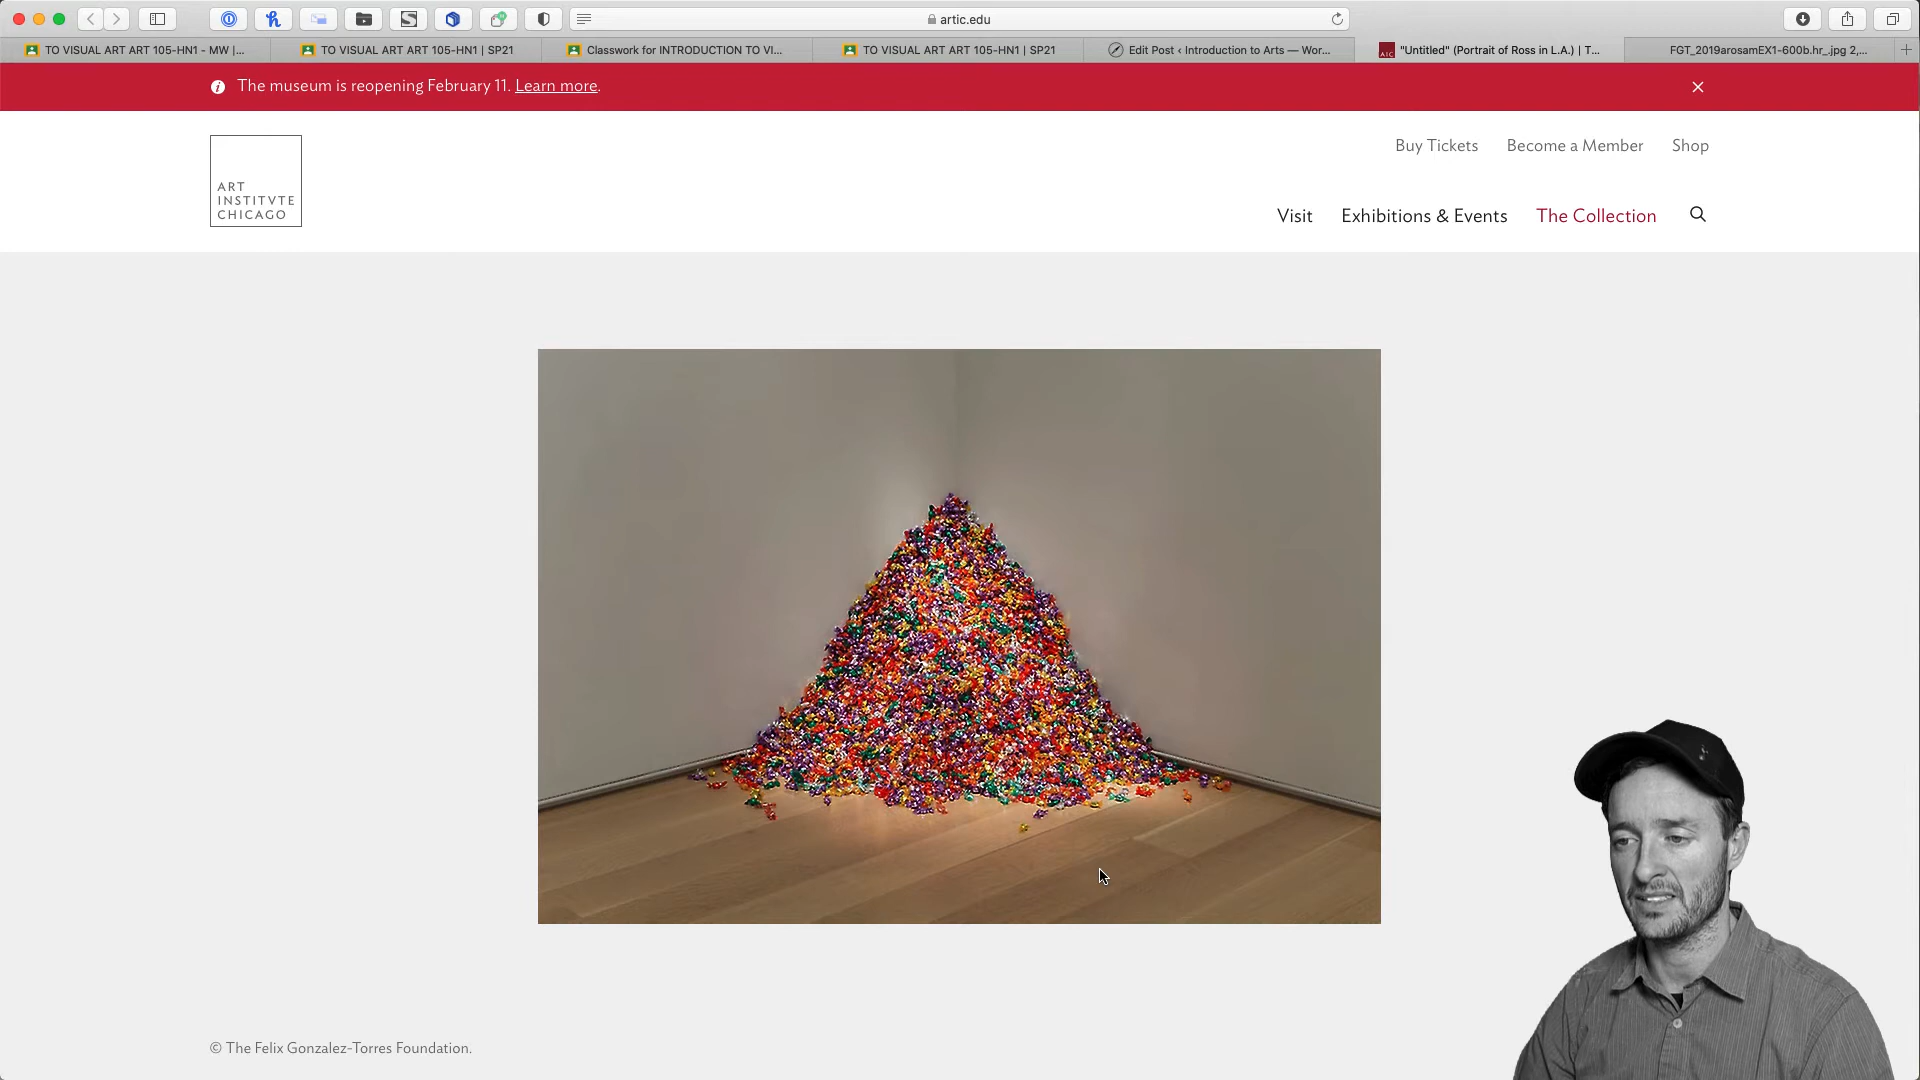 artic.edu
TO VISUAL ART ART 105-HN1 - MW |...
TO VISUAL ART ART 105-HN1 | SP21
Classwork for INTRODUCTION TO VI...
TO VISUAL ART ART 105-HN1 | SP21
Edit Post ‹ Introduction to Arts — Wor...
AIC
"Untitled" (Portrait of Ross in L.A.) | T...
FGT_2019arosamEX1-600b.hr_.jpg 2,...
The museum is reopening February 11. Learn more.
Buy Tickets
Become a Member
Shop
ART
INSTITVTE
CHICAGO
Visit
Exhibitions & Events
The Collection
© The Felix Gonzalez-Torres Foundation.